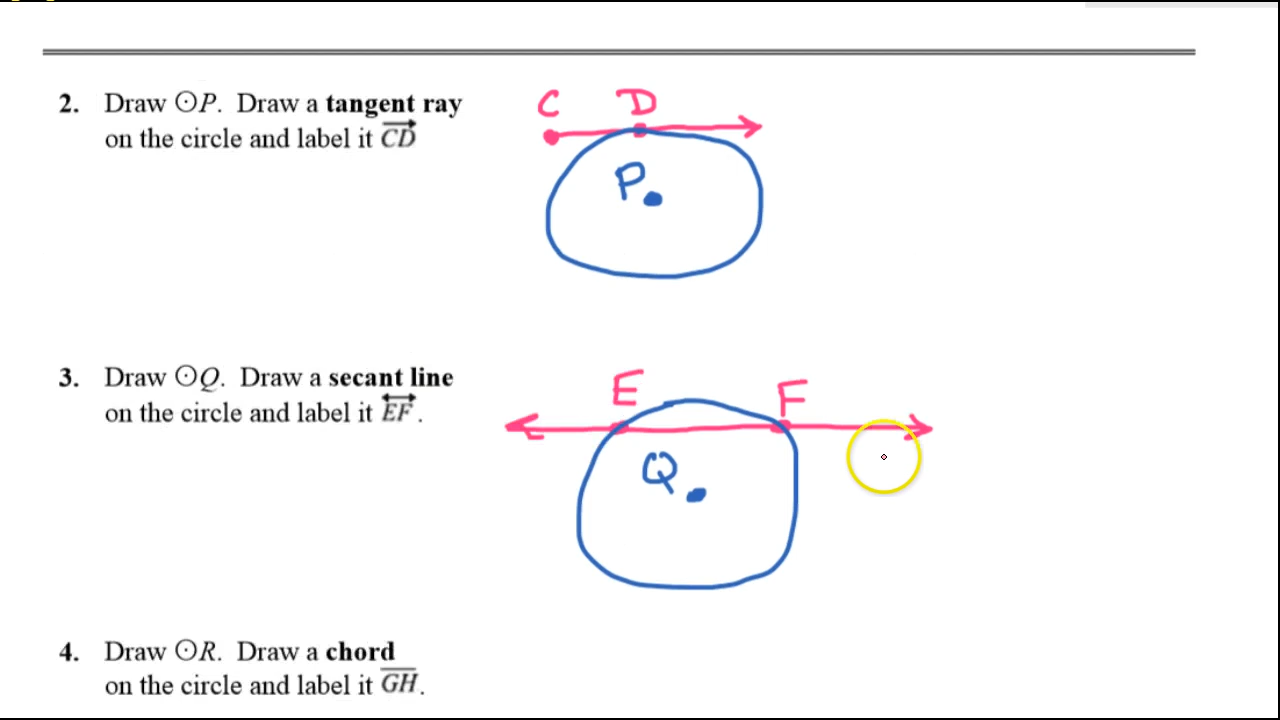 2. Draw ⊙P. Draw a tangent ray
on the circle and label it C⃗D⃗
C D
P
3. Draw ⊙Q. Draw a secant line
on the circle and label it E⃡F⃡.
E F
Q
4. Draw ⊙R. Draw a chord
on the circle and label it G̅H̅.